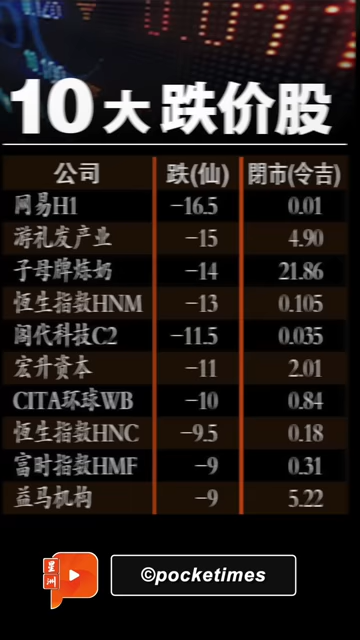 10大跌价股
公司 跌(仙) 閉市(令吉)
网易H1 -16.5 0.01
游礼发产业 -15 4.90
子母牌炼奶 -14 21.86
恒生指数HNM -13 0.105
阁代科技C2 -11.5 0.035
宏升资本 -11 2.01
CITA环球WB -10 0.84
恒生指数HNC -9.5 0.18
富时指数HMF -9 0.31
益马机构 -9 5.22
星洲
©pocketimes